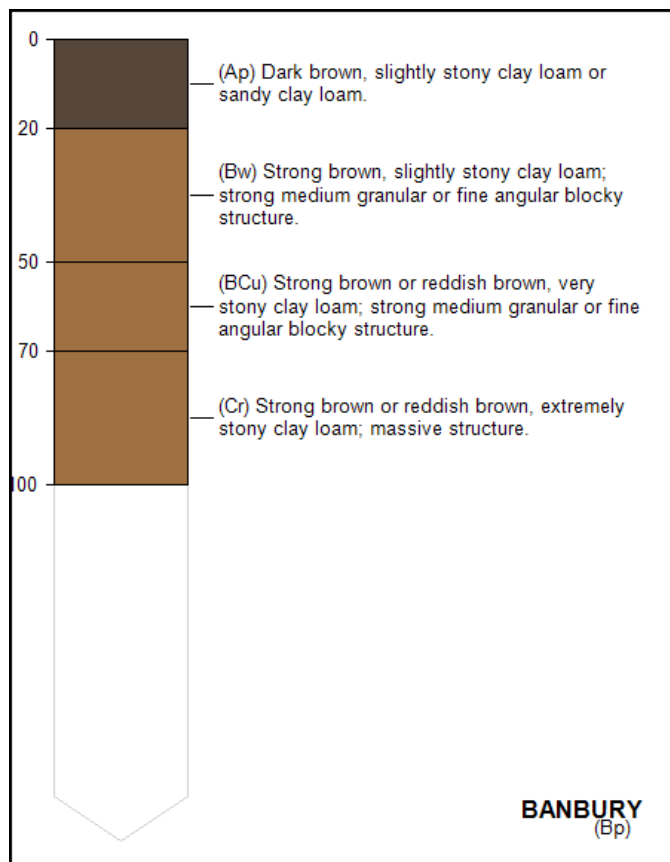 0
(Ap) Dark brown, slightly stony clay loam or
sandy clay loam.
20
(Bw) Strong brown, slightly stony clay loam;
strong medium granular or fine angular blocky
structure.
50
(BCu) Strong brown or reddish brown, very
stony clay loam; strong medium granular or fine
angular blocky structure.
70
(Cr) Strong brown or reddish brown, extremely
stony clay loam; massive structure.
100
BANBURY
(Bp)